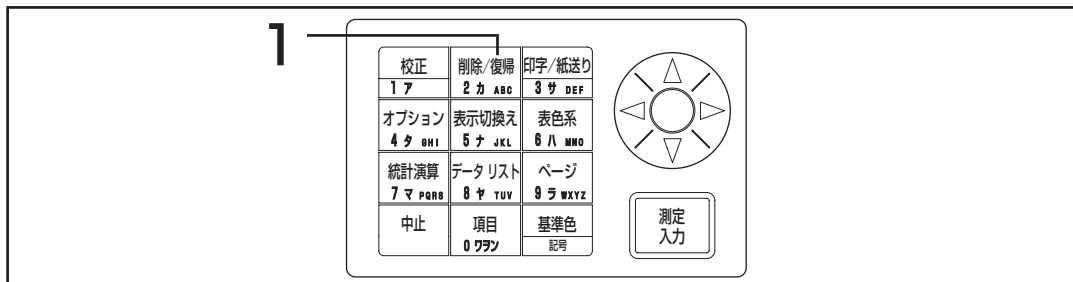 1
校正 削除/復帰 印字/紙送り
1 ア 2 カ ABC 3 サ DEF
オプション 表示切換え 表色系
4 タ GHI 5 ナ JKL 6 ハ MNO
統計演算 データリスト ページ
7 マ PQRS 8 ヤ TUV 9 ラ WXYZ
中止 項目 基準色
0 ワヲン 記号
測定
入力